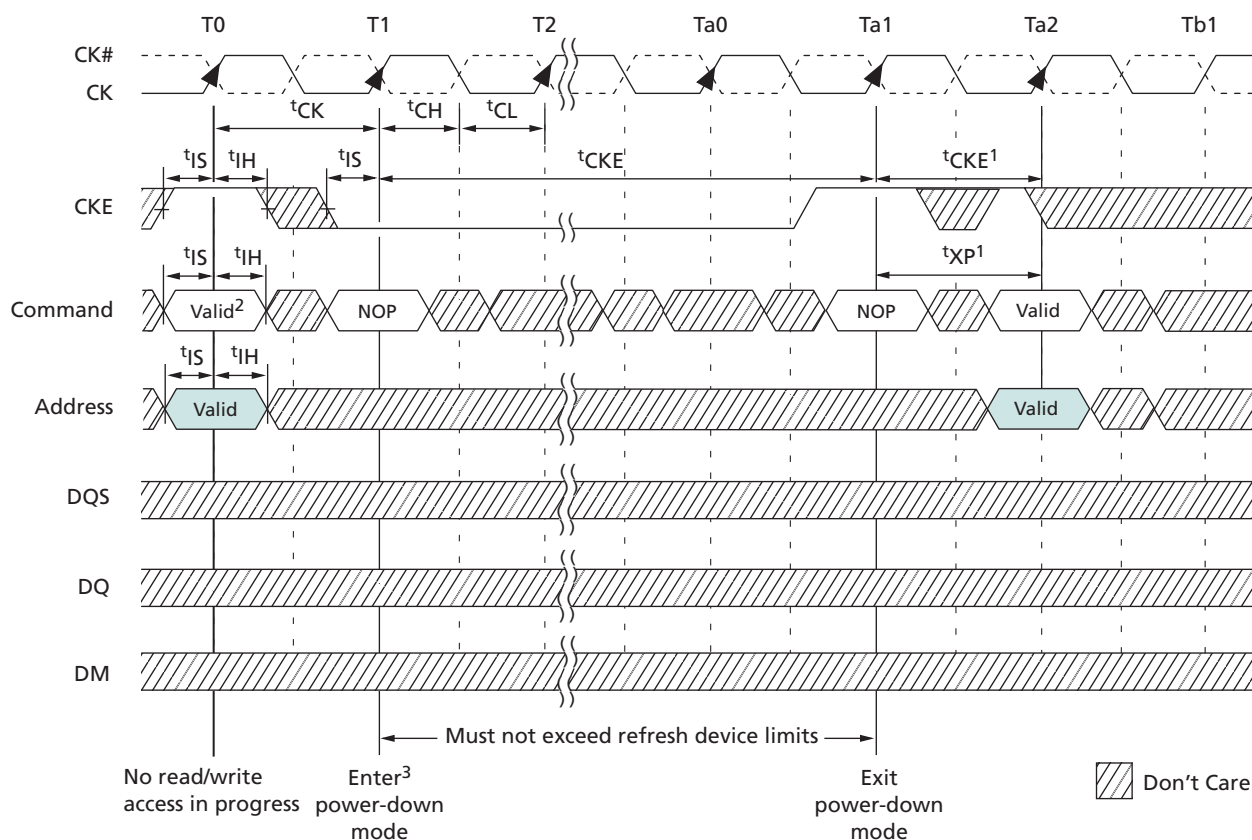 T0 T1 T2 Ta0 Ta1 Ta2 Tb1
CK#
CK
tCK tCH tCL
tIS tIH tIS tCKE tCKE1
CKE
tIS tIH tXP1
Command Valid2 NOP NOP Valid
tIS tIH
Address Valid Valid
DQS
DQ
DM
Must not exceed refresh device limits
No read/write
access in progress
Enter3
power-down
mode
Exit
power-down
mode
Don't Care